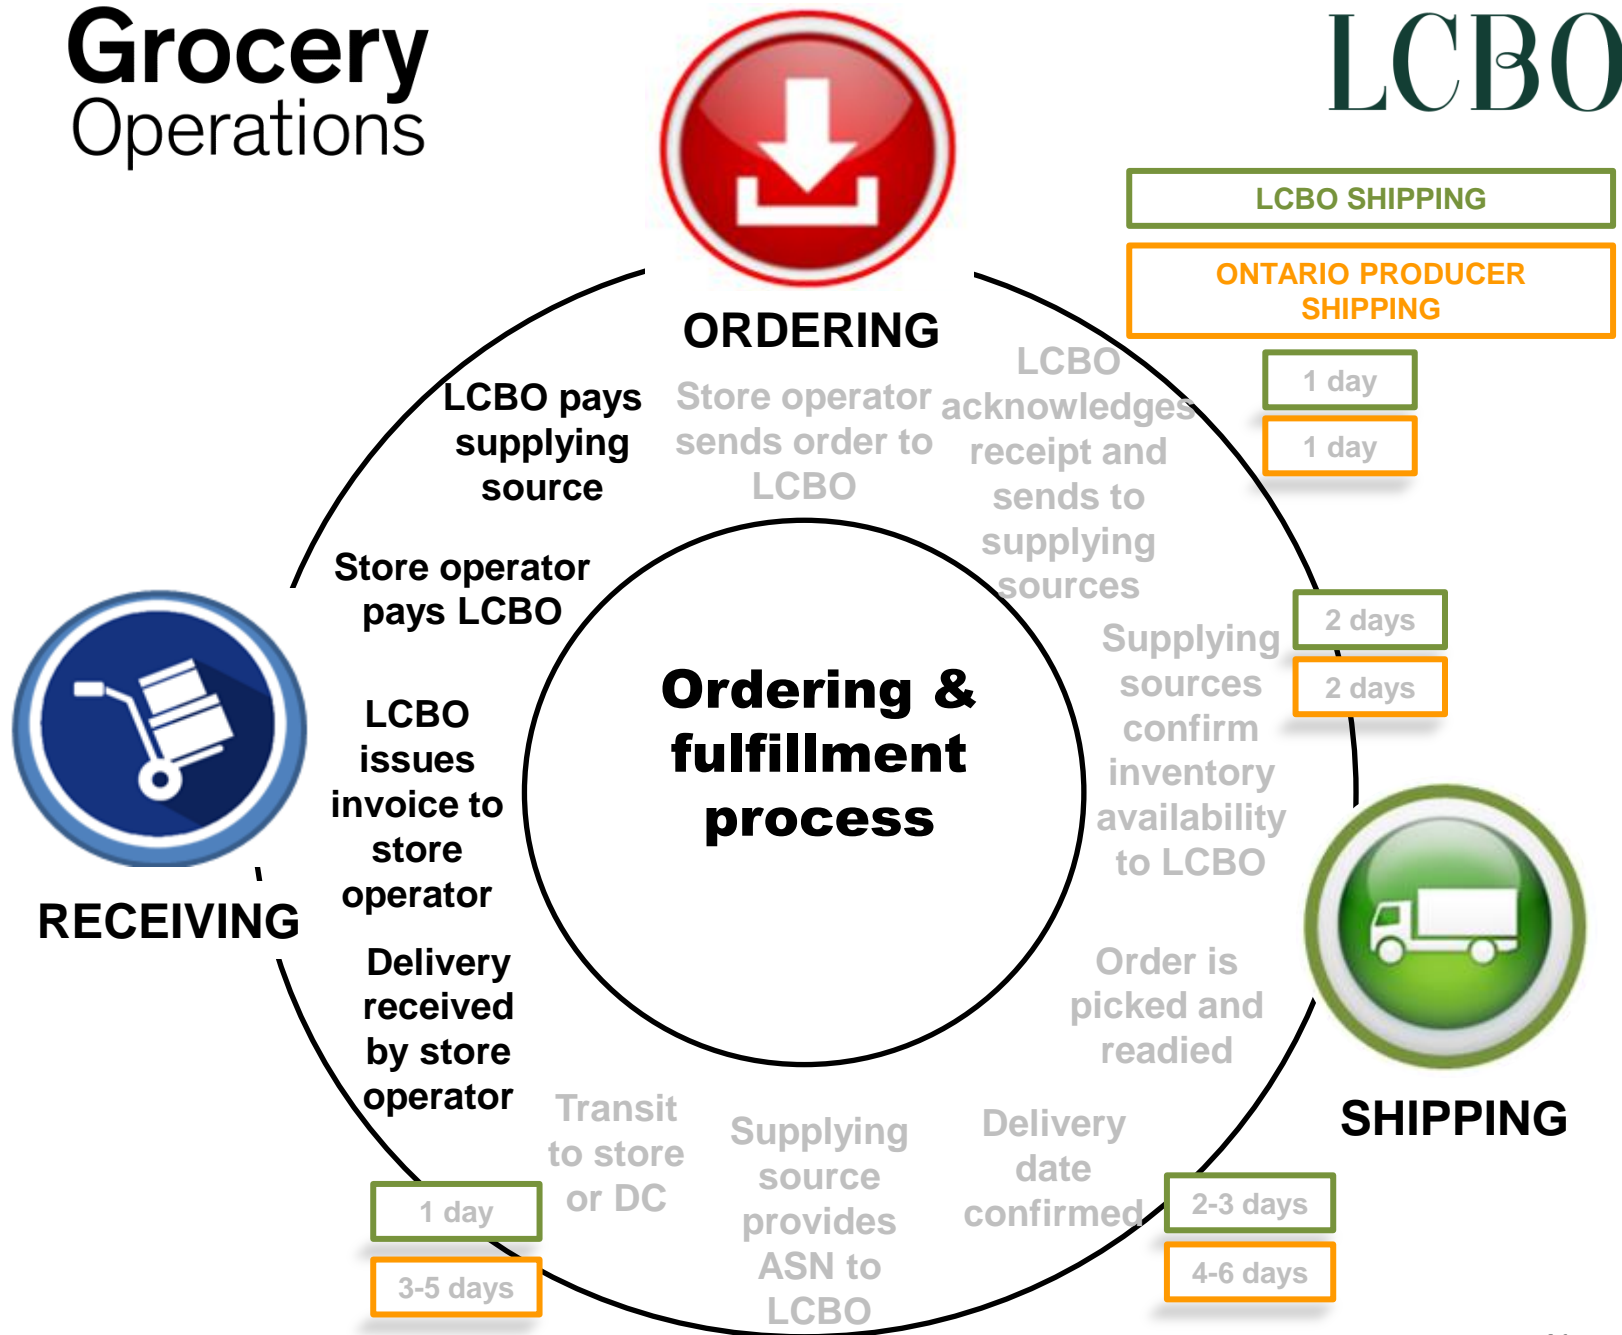 Grocery
Operations
LCBO
LCBO SHIPPING
ONTARIO PRODUCER
SHIPPING
ORDERING
Store operator
sends order to
LCBO
LCBO
acknowledges
receipt and
sends to
supplying
sources
1 day
1 day
Supplying
sources
confirm
inventory
availability
to LCBO
2 days
2 days
SHIPPING
Order is
picked and
readied
Delivery
date
confirmed
2-3 days
4-6 days
Supplying
source
provides
ASN to
LCBO
Transit
to store
or DC
1 day
3-5 days
RECEIVING
Delivery
received
by store
operator
LCBO
issues
invoice to
store
operator
Store operator
pays LCBO
LCBO pays
supplying
source
Ordering &
fulfillment
process